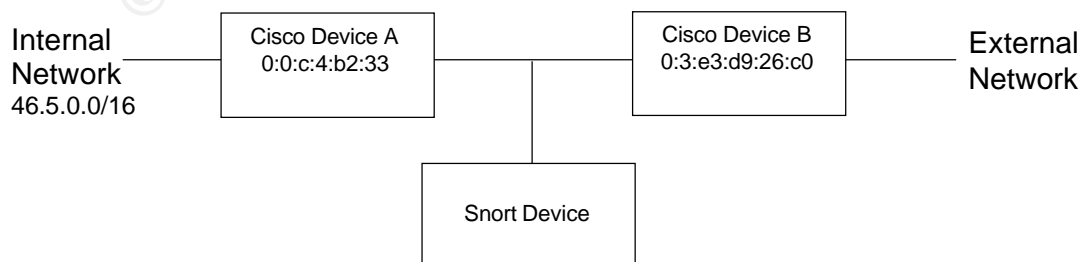 Internal
Network
46.5.0.0/16
Cisco Device A
0:0:c:4:b2:33
Cisco Device B
0:3:e3:d9:26:c0
External
Network
Snort Device